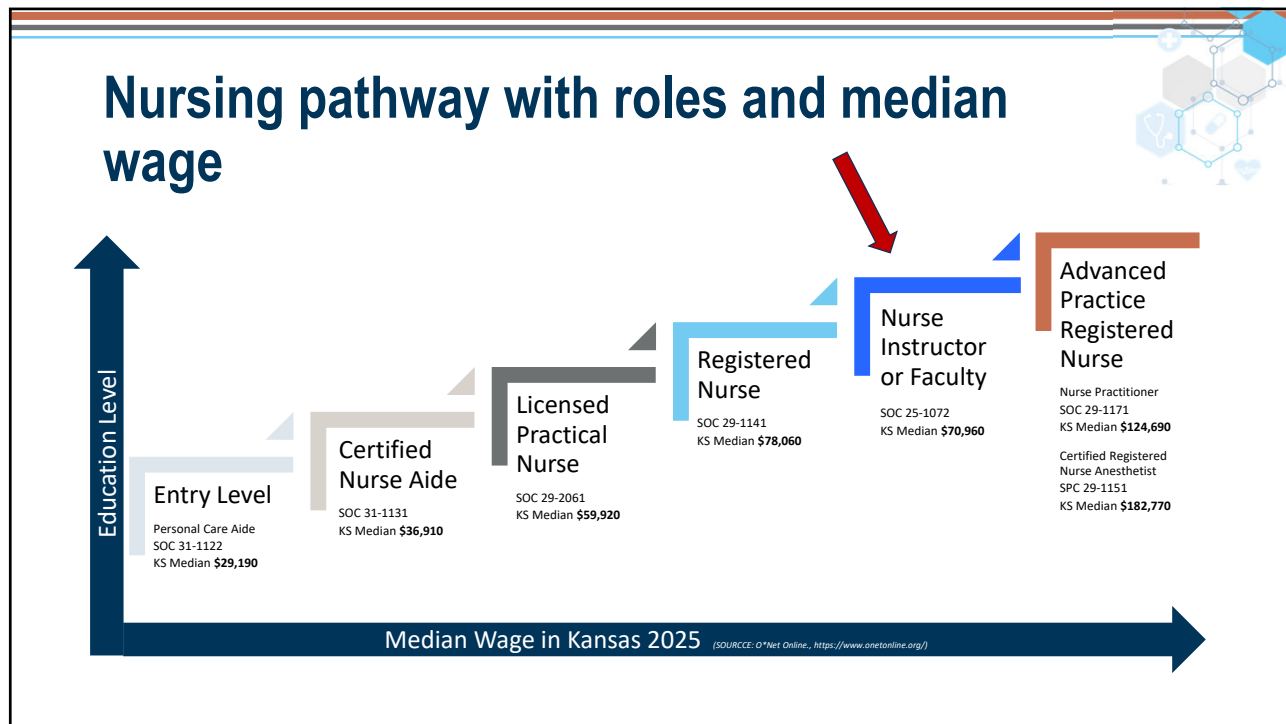 Nursing pathway with roles and median
wage
Education Level
Entry Level
Personal Care Aide
SOC 31-1122
KS Median $29,190
Certified
Nurse Aide
SOC 31-1131
KS Median $36,910
Licensed
Practical
Nurse
SOC 29-2061
KS Median $59,920
Registered
Nurse
SOC 29-1141
KS Median $78,060
Nurse
Instructor
or Faculty
SOC 25-1072
KS Median $70,960
Advanced
Practice
Registered
Nurse
Nurse Practitioner
SOC 29-1171
KS Median $124,690
Certified Registered
Nurse Anesthetist
SPC 29-1151
KS Median $182,770
Median Wage in Kansas 2025 (SOURCCE: O*Net Online., https://www.onetonline.org/)